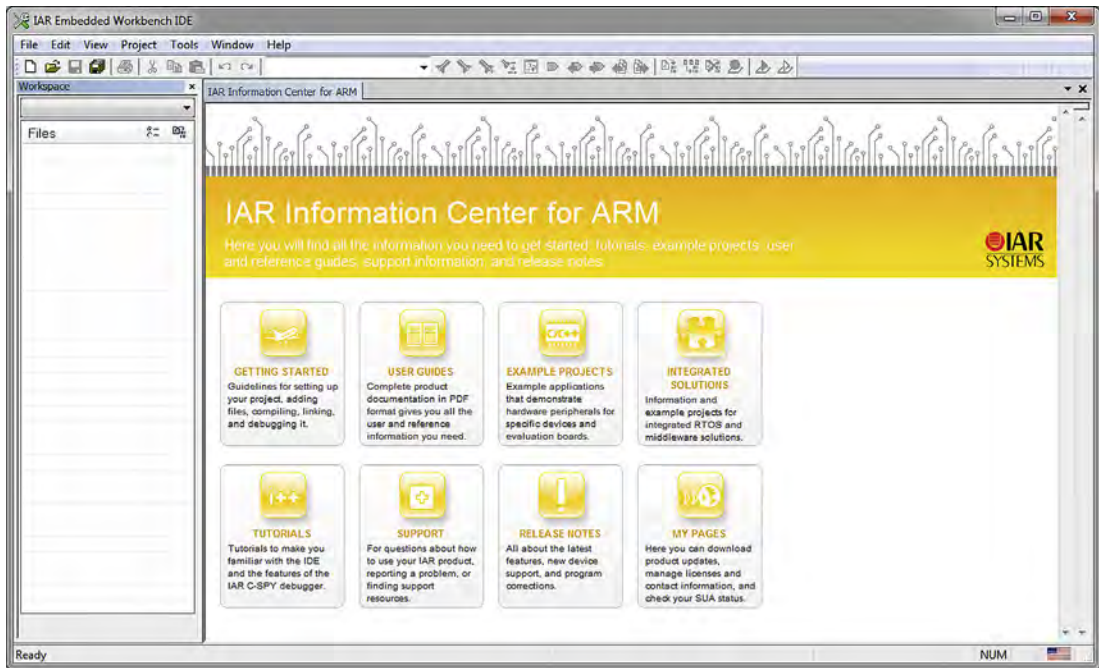 IAR Embedded Workbench IDE
File Edit View Project Tools Window Help
Workspace
IAR Information Center for ARM
Files
IAR Information Center for ARM
Here you will find all the information you need to get started: tutorials, example projects, user
and reference guides, support information, and release notes.
IAR
SYSTEMS
GETTING STARTED
Guidelines for setting up
your project, adding
files, compiling, linking,
and debugging it.
USER GUIDES
Complete product
documentation in PDF
format gives you all the
user and reference
information you need.
C/C++
EXAMPLE PROJECTS
Example applications
that demonstrate
hardware peripherals for
specific devices and
evaluation boards.
INTEGRATED
SOLUTIONS
Information and
example projects for
integrated RTOS and
middleware solutions.
TUTORIALS
Tutorials to make you
familiar with the IDE
and the features of the
IAR C-SPY debugger.
SUPPORT
For questions about how
to use your IAR product,
reporting a problem, or
finding support
resources.
RELEASE NOTES
All about the latest
features, new device
support, and program
corrections.
MY PAGES
Here you can download
product updates,
manage licenses and
contact information, and
check your SUA status.
Ready
NUM